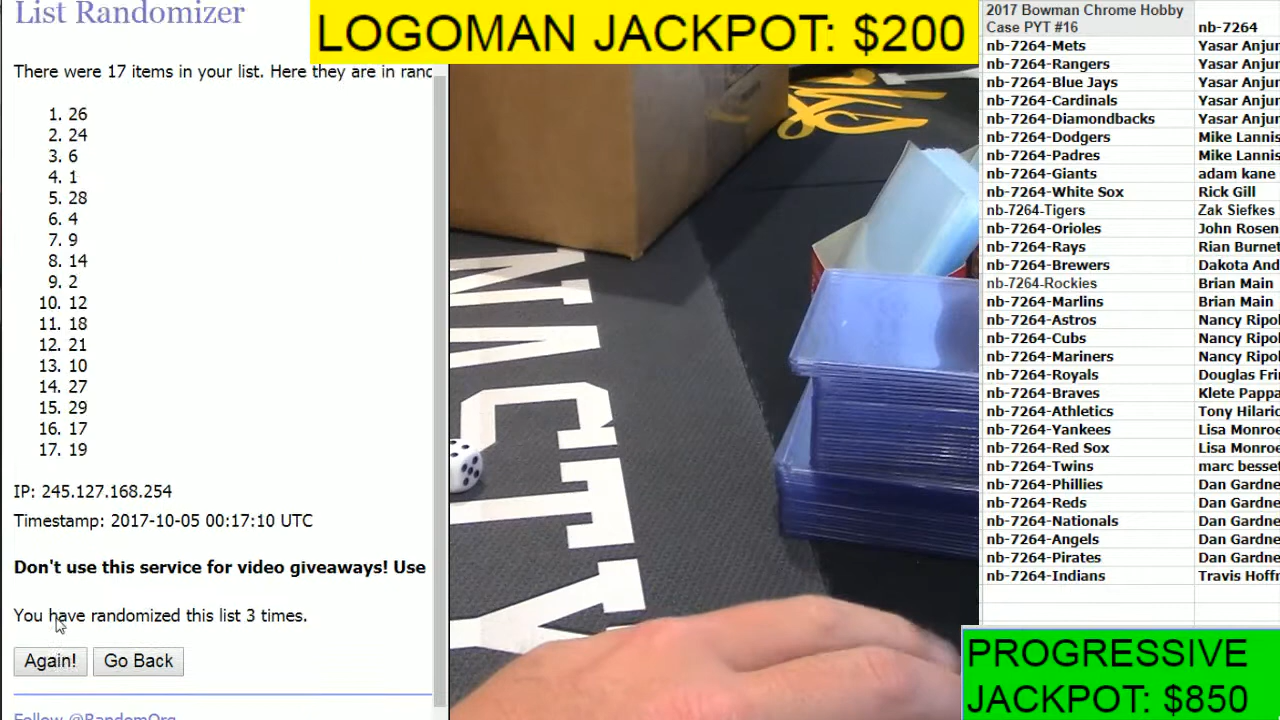 List Randomizer
LOGOMAN JACKPOT: $200
There were 17 items in your list. Here they are in ranc
1. 26
2. 24
3. 6
4. 1
5. 28
6. 4
7. 9
8. 14
9. 2
10. 12
11. 18
12. 21
13. 10
14. 27
15. 29
16. 17
17. 19
IP: 245.127.168.254
Timestamp: 2017-10-05 00:17:10 UTC
Don't use this service for video giveaways! Use
You have randomized this list 3 times.
Again! Go Back
Follow @RandomOrg
NACTY
2017 Bowman Chrome Hobby
Case PYT #16 nb-7264
nb-7264-Mets Yasar Anjur
nb-7264-Rangers Yasar Anjur
nb-7264-Blue Jays Yasar Anjur
nb-7264-Cardinals Yasar Anjur
nb-7264-Diamondbacks Yasar Anjur
nb-7264-Dodgers Mike Lannis
nb-7264-Padres Mike Lannis
nb-7264-Giants adam kane
nb-7264-White Sox Rick Gill
nb-7264-Tigers Zak Siefkes
nb-7264-Orioles John Rosen
nb-7264-Rays Rian Burnet
nb-7264-Brewers Dakota And
nb-7264-Rockies Brian Main
nb-7264-Marlins Brian Main
nb-7264-Astros Nancy Ripol
nb-7264-Cubs Nancy Ripol
nb-7264-Mariners Nancy Ripol
nb-7264-Royals Douglas Frin
nb-7264-Braves Klete Pappa
nb-7264-Athletics Tony Hilaric
nb-7264-Yankees Lisa Monroe
nb-7264-Red Sox Lisa Monroe
nb-7264-Twins marc besset
nb-7264-Phillies Dan Gardne
nb-7264-Reds Dan Gardne
nb-7264-Nationals Dan Gardne
nb-7264-Angels Dan Gardne
nb-7264-Pirates Dan Gardne
nb-7264-Indians Travis Hoffr
PROGRESSIVE
JACKPOT: $850